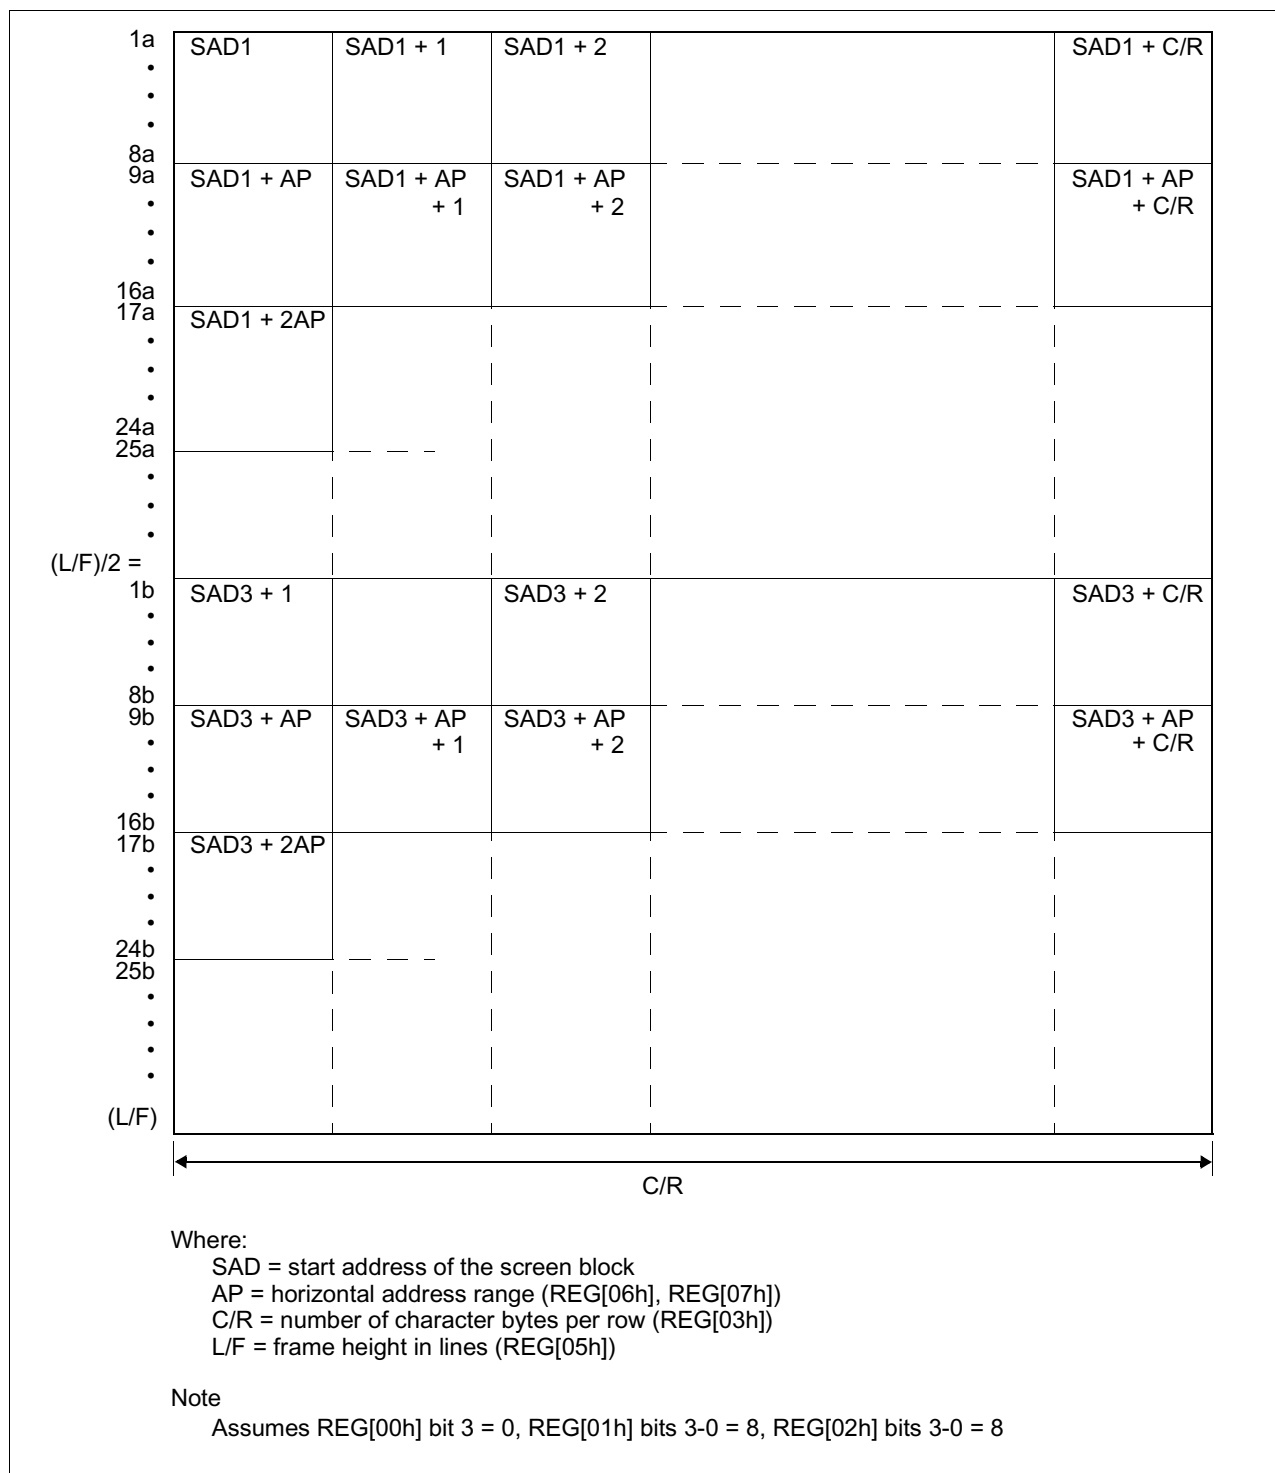 1a SAD1 SAD1 + 1 SAD1 + 2 SAD1 + C/R
•
•
•
8a
9a SAD1 + AP SAD1 + AP + 1 SAD1 + AP + 2 SAD1 + AP + C/R
•
•
•
16a
17a SAD1 + 2AP
•
•
•
24a
25a
•
•
•
(L/F)/2 =
1b SAD3 + 1 SAD3 + 2 SAD3 + C/R
•
•
•
8b
9b SAD3 + AP SAD3 + AP + 1 SAD3 + AP + 2 SAD3 + AP + C/R
•
•
•
16b
17b SAD3 + 2AP
•
•
•
24b
25b
•
•
•
•
(L/F)
C/R
Where:
SAD = start address of the screen block
AP = horizontal address range (REG[06h], REG[07h])
C/R = number of character bytes per row (REG[03h])
L/F = frame height in lines (REG[05h])
Note
Assumes REG[00h] bit 3 = 0, REG[01h] bits 3-0 = 8, REG[02h] bits 3-0 = 8